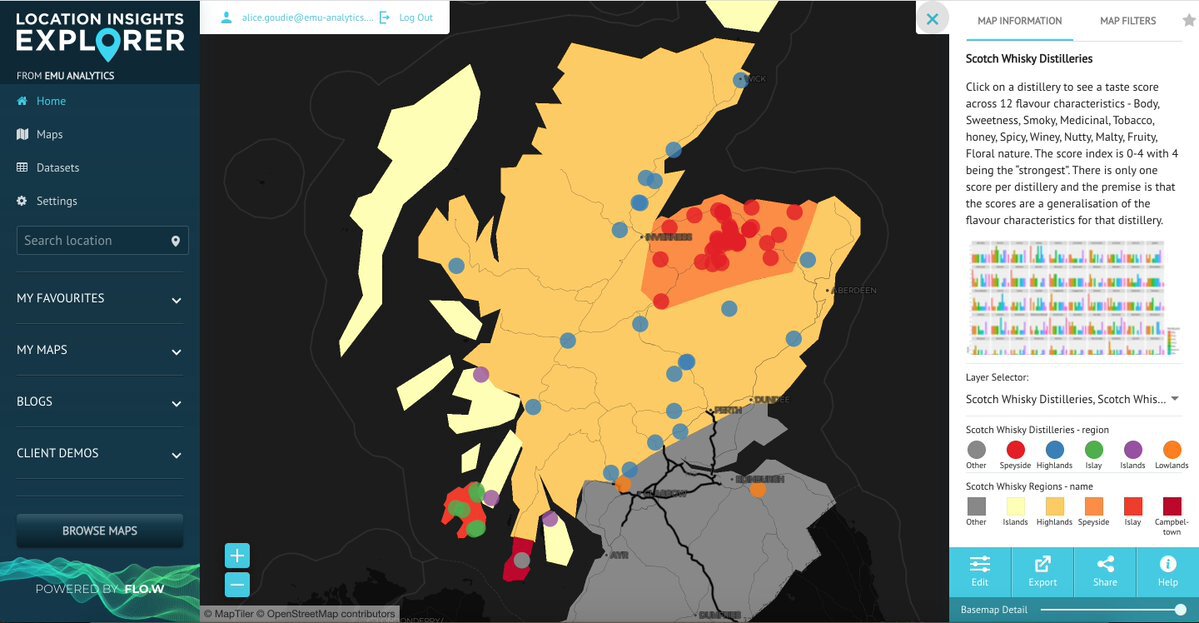 LOCATION INSIGHTS
EXPLORER
FROM EMU ANALYTICS
Home
Maps
Datasets
Settings
Search location
MY FAVOURITES
MY MAPS
BLOGS
CLIENT DEMOS
BROWSE MAPS
POWERED BY FLO.W
alice.goudie@emu-analytics.... Log Out
WICK
INVERNESS
ABERDEEN
DUNDEE
PERTH
EDINBURGH
GLASGOW
AYR
DUMFRIES
© MapTiler © OpenStreetMap contributors
MAP INFORMATION MAP FILTERS
Scotch Whisky Distilleries
Click on a distillery to see a taste score
across 12 flavour characteristics - Body,
Sweetness, Smoky, Medicinal, Tobacco,
honey, Spicy, Winey, Nutty, Malty, Fruity,
Floral nature. The score index is 0-4 with 4
being the "strongest". There is only one
score per distillery and the premise is that
the scores are a generalisation of the
flavour characteristics for that distillery.
Layer Selector:
Scotch Whisky Distilleries, Scotch Whis...
Scotch Whisky Distilleries - region
Other Speyside Highlands Islay Islands Lowlands
Scotch Whisky Regions - name
Other Islands Highlands Speyside Islay Campbel-
town
Edit Export Share Help
Basemap Detail